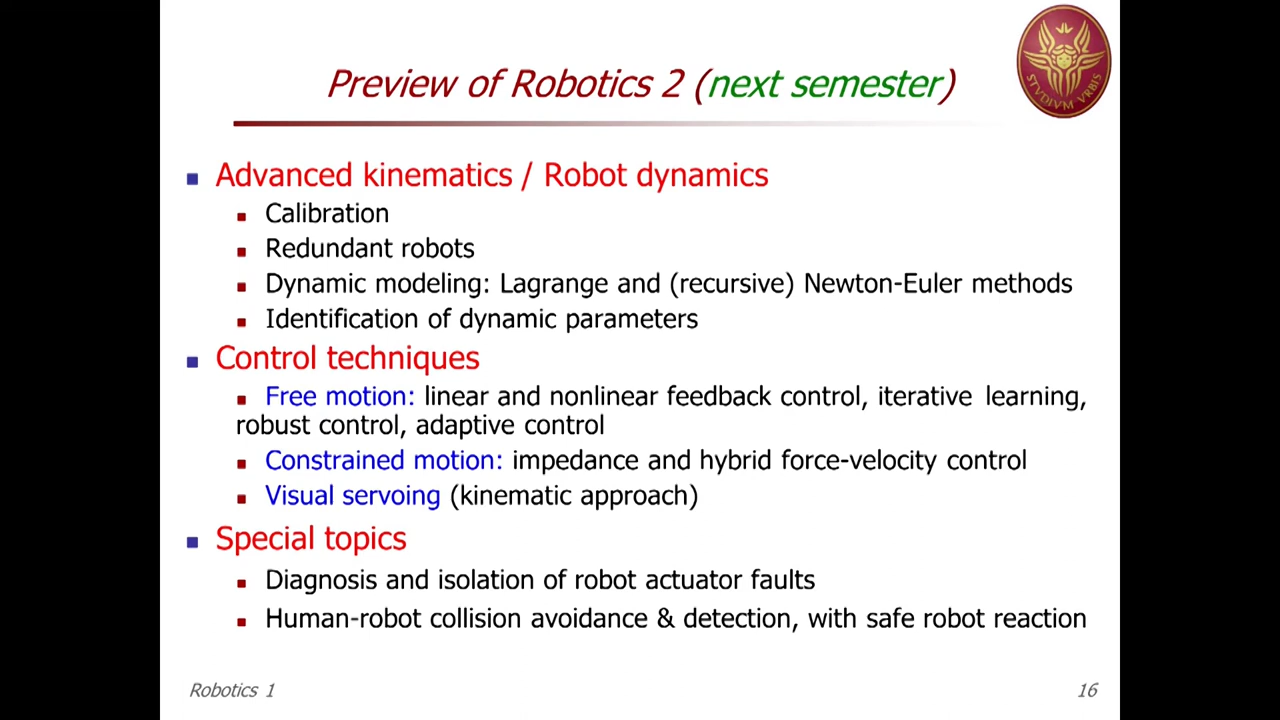 Preview of Robotics 2 (next semester)
STVDIVM VRBIS
Advanced kinematics / Robot dynamics
Calibration
Redundant robots
Dynamic modeling: Lagrange and (recursive) Newton-Euler methods
Identification of dynamic parameters
Control techniques
Free motion: linear and nonlinear feedback control, iterative learning,
robust control, adaptive control
Constrained motion: impedance and hybrid force-velocity control
Visual servoing (kinematic approach)
Special topics
Diagnosis and isolation of robot actuator faults
Human-robot collision avoidance & detection, with safe robot reaction
Robotics 1
16